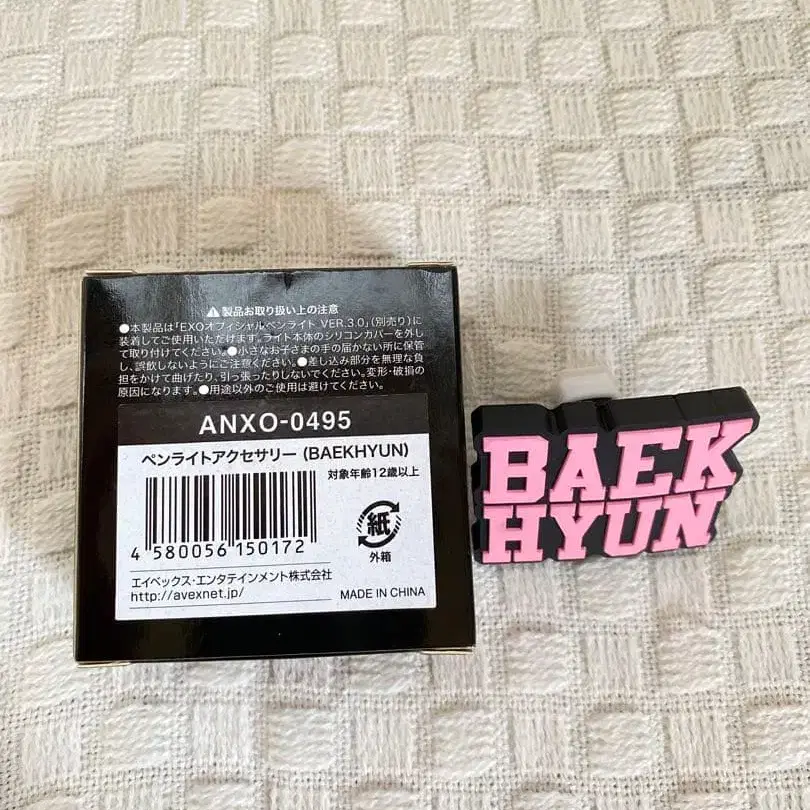 ⚠製品お取り扱い上の注意
●本製品は「EXOオフィシャルペンライト VER.3.0」(別売り)に
装着してご使用いただけます。ライト本体のシリコンカバーを外し
て取り付けてください。●小さなお子さまの手の届かない所に保管
し、誤飲しないようにご注意ください。●差し込み部分を無理な負
担をかけて曲げたり、引っ張ったりしないでください。変形・破損の
原因になります。●用途以外のご使用は避けてください。
ANXO-0495
ペンライトアクセサリー (BAEKHYUN)
対象年齢12歳以上
4 580056 150172
紙
外箱
エイベックス・エンタテインメント株式会社
http://avexnet.jp/
MADE IN CHINA
BAEK
HYUN